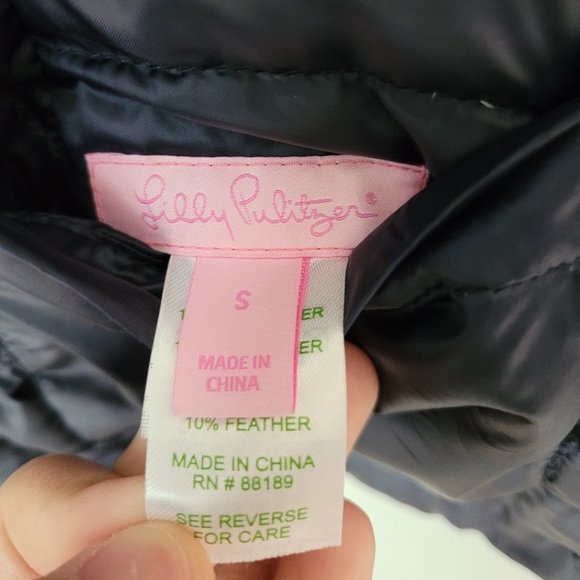 Lilly Pulitzer®
S
MADE IN
CHINA
ER
ER
10% FEATHER
MADE IN CHINA
RN # 88189
SEE REVERSE
FOR CARE